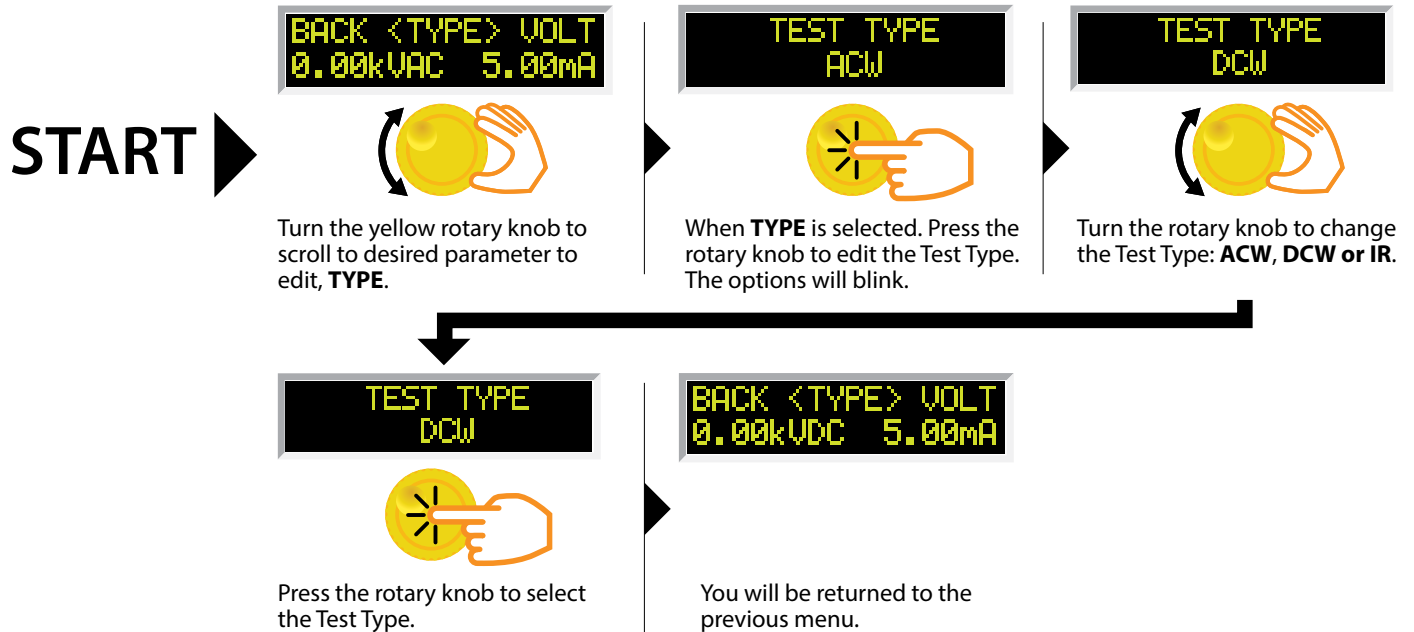 START
BACK <TYPE> VOLT
0.00kVAC 5.00mA
Turn the yellow rotary knob to
scroll to desired parameter to
edit, TYPE.
TEST TYPE
ACW
When TYPE is selected. Press the
rotary knob to edit the Test Type.
The options will blink.
TEST TYPE
DCW
Turn the rotary knob to change
the Test Type: ACW, DCW or IR.
TEST TYPE
DCW
Press the rotary knob to select
the Test Type.
BACK <TYPE> VOLT
0.00kVDC 5.00mA
You will be returned to the
previous menu.